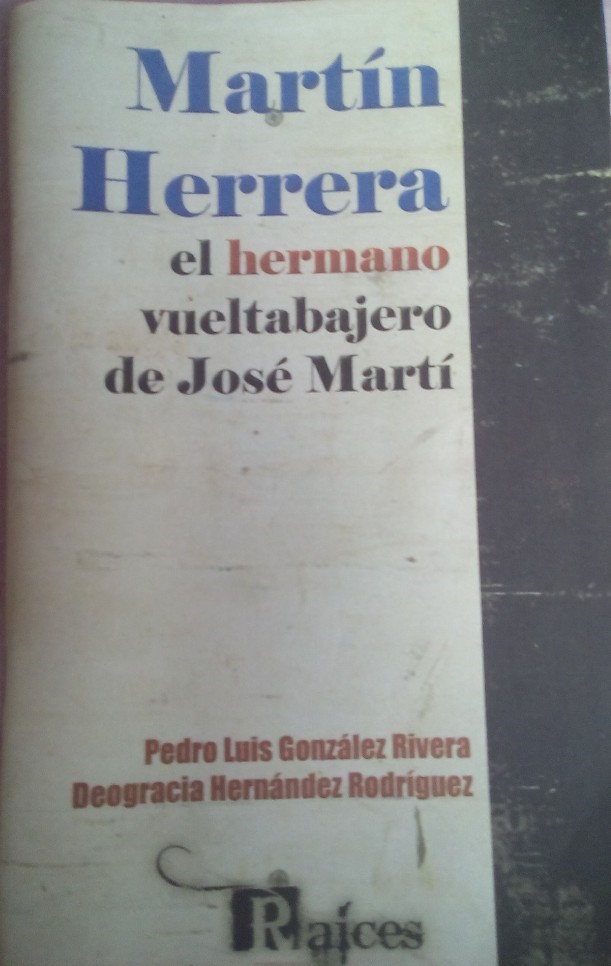 Martín
Herrera
el hermano
vueltabajero
de José Martí
Pedro Luis González Rivera
Deogracia Hernández Rodríguez
Raíces